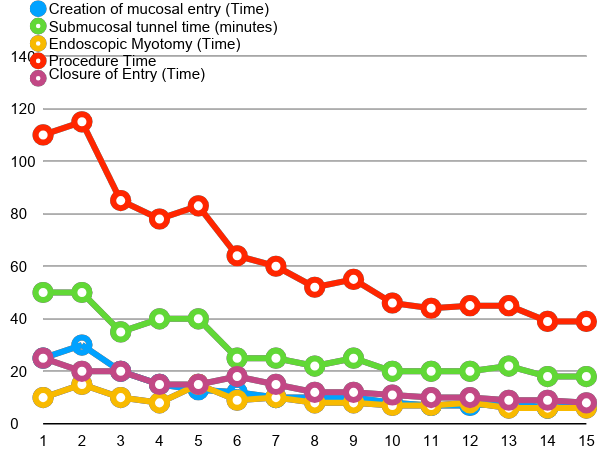 Creation of mucosal entry (Time)
Submucosal tunnel time (minutes)
Endoscopic Myotomy (Time)
Procedure Time
Closure of Entry (Time)
140
120
100
80
60
40
20
0
1 2 3 4 5 6 7 8 9 10 11 12 13 14 15